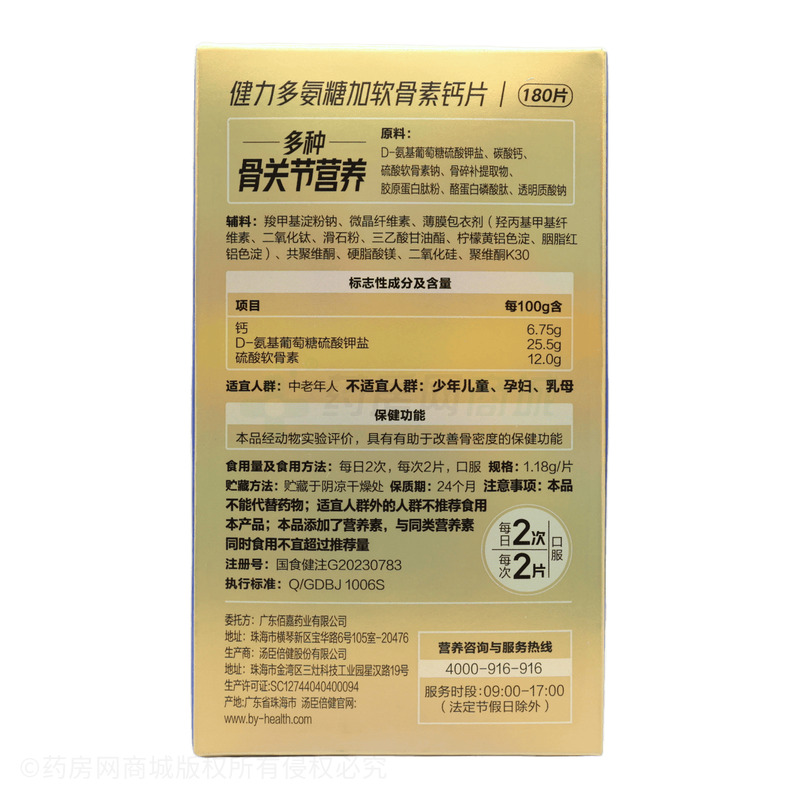 健力多氨糖加软骨素钙片 | 180片
多种
骨关节营养
原料：
D-氨基葡萄糖硫酸钾盐、碳酸钙、
硫酸软骨素钠、骨碎补提取物、
胶原蛋白肽粉、酪蛋白磷酸肽、透明质酸钠
辅料：羧甲基淀粉钠、微晶纤维素、薄膜包衣剂（羟丙基甲基纤
维素、二氧化钛、滑石粉、三乙酸甘油酯、柠檬黄铝色淀、胭脂红
铝色淀）、共聚维酮、硬脂酸镁、二氧化硅、聚维酮K30
标志性成分及含量
项目 每100g含
钙 6.75g
D-氨基葡萄糖硫酸钾盐 25.5g
硫酸软骨素 12.0g
适宜人群：中老年人 不适宜人群：少年儿童、孕妇、乳母
保健功能
本品经动物实验评价，具有有助于改善骨密度的保健功能
食用量及食用方法：每日2次，每次2片，口服 规格：1.18g/片
贮藏方法：贮藏于阴凉干燥处 保质期：24个月 注意事项：本品
不能代替药物；适宜人群外的人群不推荐食用
本产品；本品添加了营养素，与同类营养素
同时食用不宜超过推荐量
注册号：国食健注G20230783
执行标准：Q/GDBJ 1006S
每日2次
每次2片
口服
委托方：广东佰嘉药业有限公司
地址：珠海市横琴新区宝华路6号105室-20476
生产商：汤臣倍健股份有限公司
地址：珠海市金湾区三灶科技工业园星汉路19号
生产许可证:SC12744040400094
产地:广东省珠海市 汤臣倍健官网:
www.by-health.com
营养咨询与服务热线
4000-916-916
服务时段：09:00-17:00
（法定节假日除外）
©药房网商城版权所有侵权必究